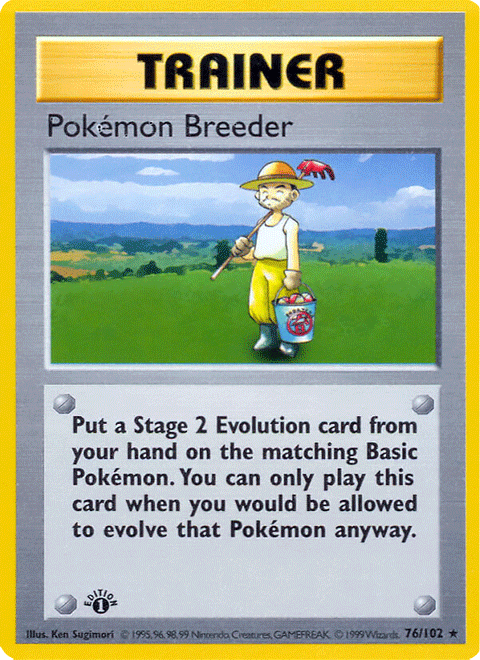 TRAINER
Pokémon Breeder
Put a Stage 2 Evolution card from
your hand on the matching Basic
Pokémon. You can only play this
card when you would be allowed
to evolve that Pokémon anyway.
EDITION
1
Illus. Ken Sugimori © 1995, 96, 98, 99 Nintendo, Creatures, GAMEFREAK. © 1999 Wizards. 76/102 ★